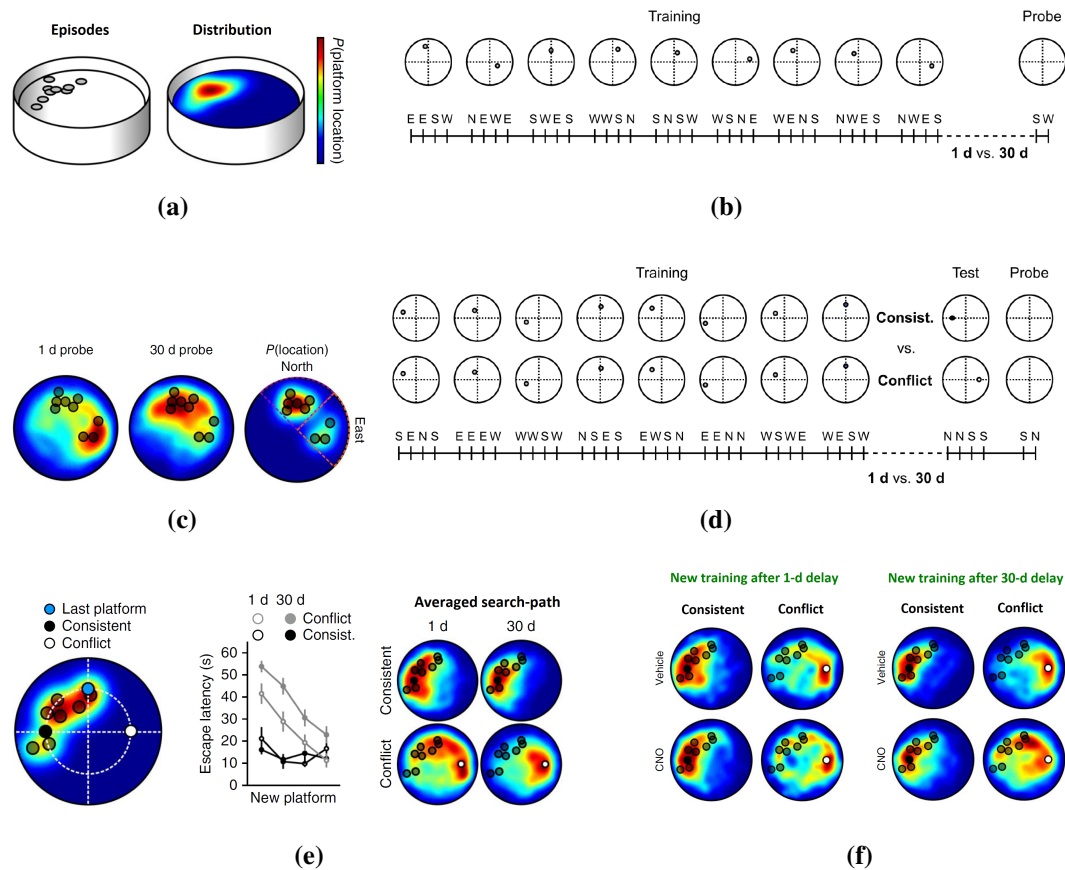 Episodes
Distribution
P(platform location)
(a)
Training
Probe
E E S W N E W E S W E S W W S N S N S W W S N E W E N S N W E S N W E S S W
1 d vs. 30 d
(b)
1 d probe
30 d probe
P(location)
North
East
(c)
Training
Test
Probe
Consist.
vs.
Conflict
S E N S E E E W W W S W N S E S E W S N E E N N W S W E W E S W N N S S S N
1 d vs. 30 d
(d)
Last platform
Consistent
Conflict
1 d 30 d
Conflict
Consist.
Escape latency (s)
60
50
40
30
20
10
0
New platform
Averaged search-path
1 d
30 d
Consistent
Conflict
(e)
New training after 1-d delay
New training after 30-d delay
Consistent
Conflict
Consistent
Conflict
Vehicle
Vehicle
CNO
CNO
(f)